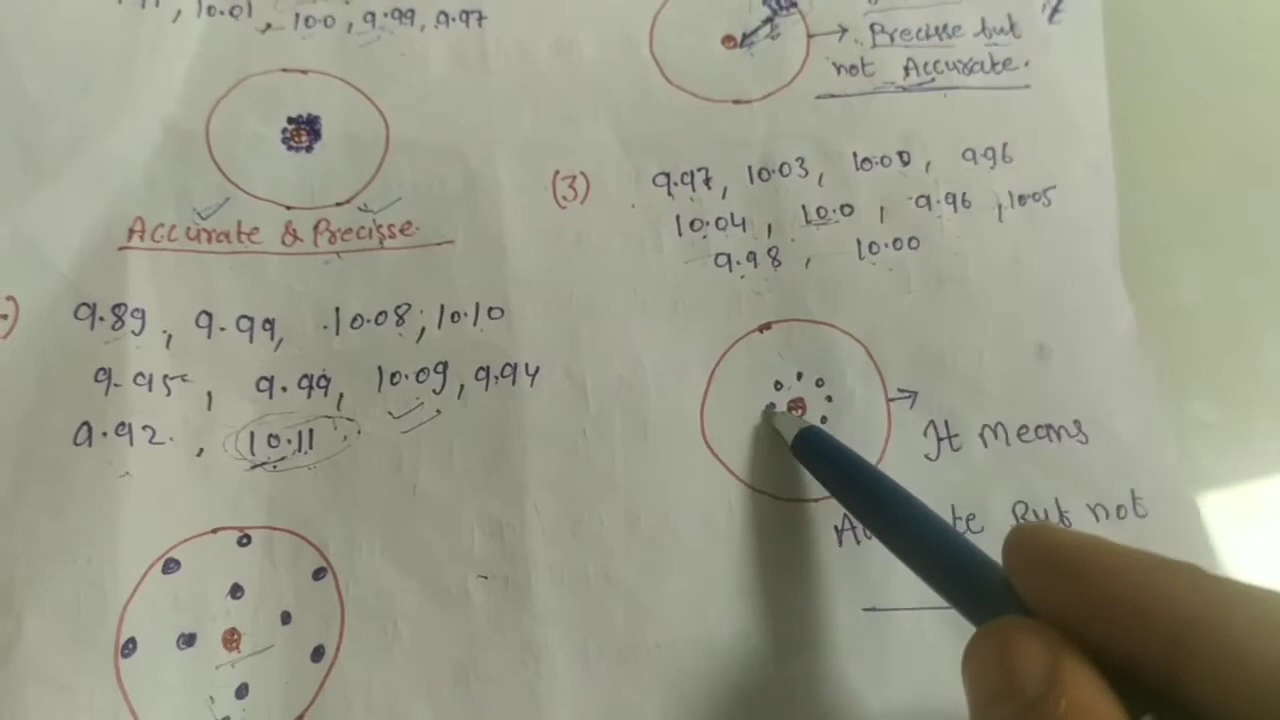 10.01
10.0, 9.99, 9.97
Precisse but
not Accurate.
Accurate & Precisse.
(3) 9.97, 10.03, 10.00, 9.96
10.04, 10.0, 9.96, 10.05
9.98, 10.00
9.89, 9.99, 10.08, 10.10
9.95, 9.99, 10.09, 9.94
9.92, 10.11
It Means
But not